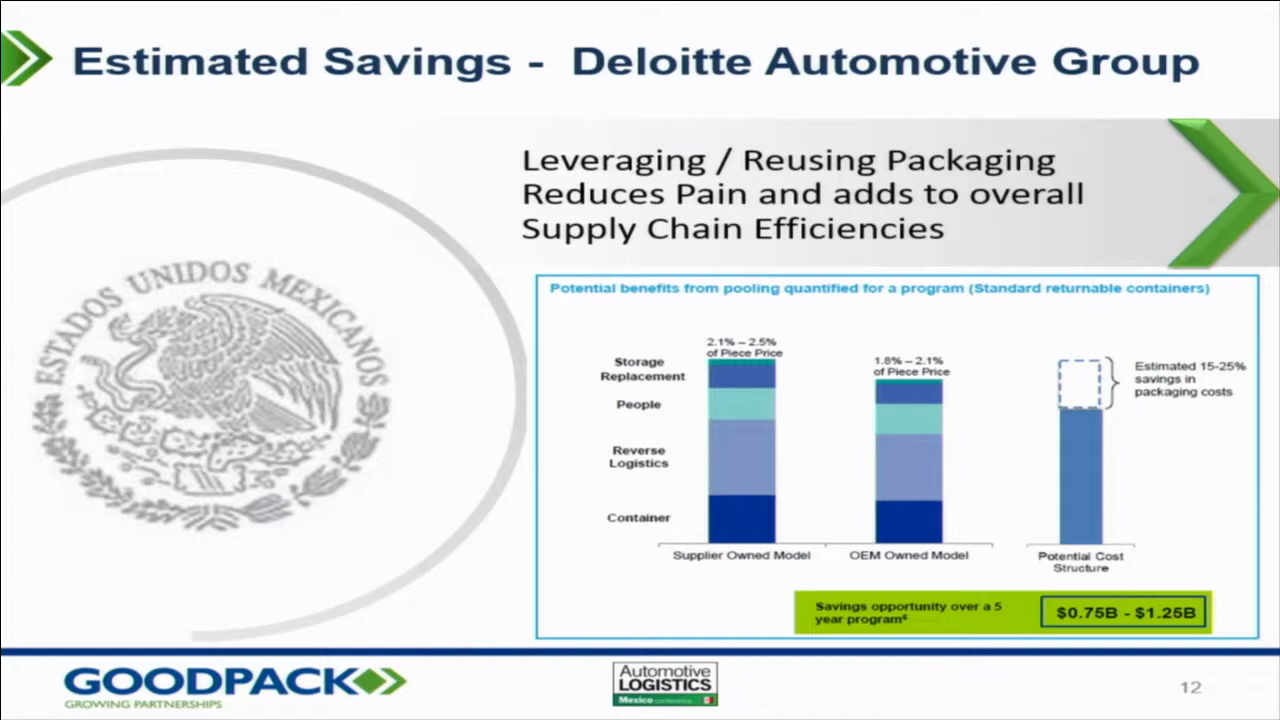 Estimated Savings - Deloitte Automotive Group
Leveraging / Reusing Packaging
Reduces Pain and adds to overall
Supply Chain Efficiencies
ESTADOS UNIDOS MEXICANOS
Potential benefits from pooling quantified for a program (Standard returnable containers)
2.1% – 2.5%
of Piece Price
1.8% – 2.1%
of Piece Price
Storage
Replacement
People
Reverse
Logistics
Container
Estimated 15-25%
savings in
packaging costs
Supplier Owned Model
OEM Owned Model
Potential Cost
Structure
Savings opportunity over a 5
year program
$0.75B - $1.25B
GOODPACK
GROWING PARTNERSHIPS
Automotive
LOGISTICS
Mexico conference
12